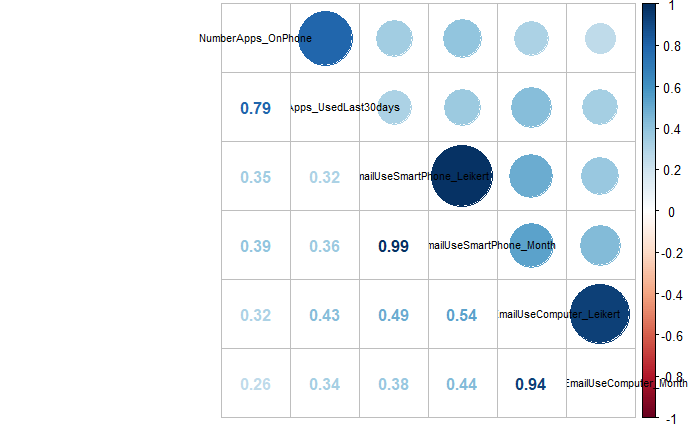 NumberApps_OnPhone
0.79 Apps_UsedLast30days
0.35 0.32 mailUseSmartPhone_Leikert
0.39 0.36 0.99 mailUseSmartPhone_Month
0.32 0.43 0.49 0.54 mailUseComputer_Leikert
0.26 0.34 0.38 0.44 0.94 EmailUseComputer_Month
1
0.8
0.6
0.4
0.2
0
-0.2
-0.4
-0.6
-0.8
-1